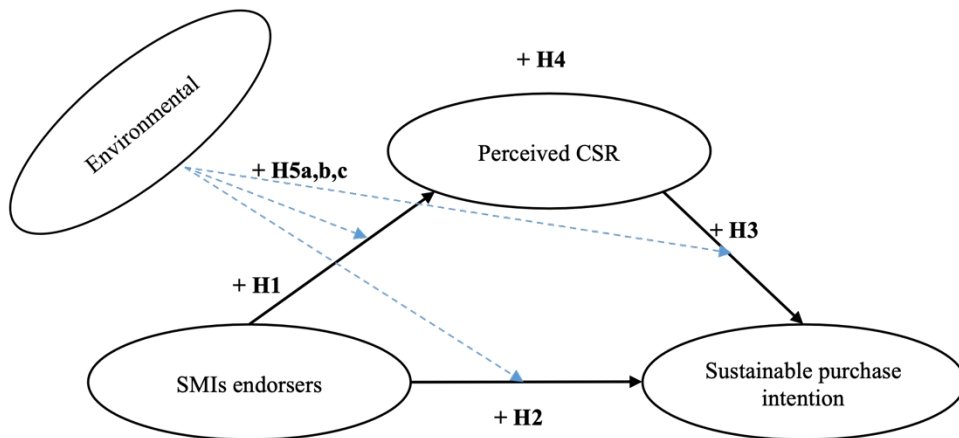 + H4
Environmental
Perceived CSR
+ H5a,b,c
+ H3
+ H1
SMIs endorsers
Sustainable purchase
intention
+ H2